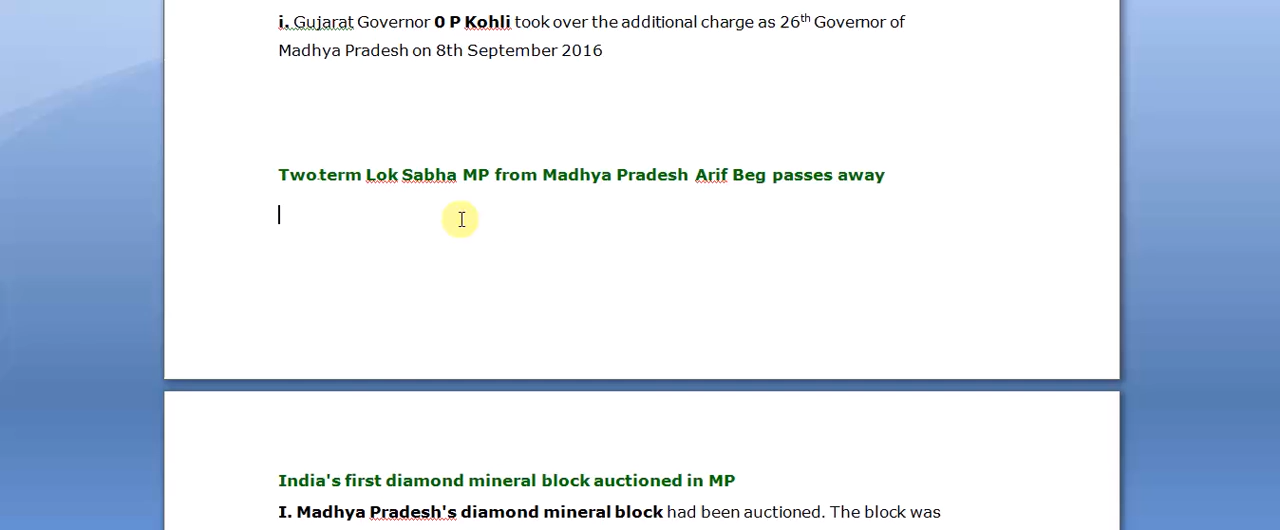 i. Gujarat Governor O P Kohli took over the additional charge as 26th Governor of
Madhya Pradesh on 8th September 2016
Two term Lok Sabha MP from Madhya Pradesh Arif Beg passes away
India's first diamond mineral block auctioned in MP
I. Madhya Pradesh's diamond mineral block had been auctioned. The block was